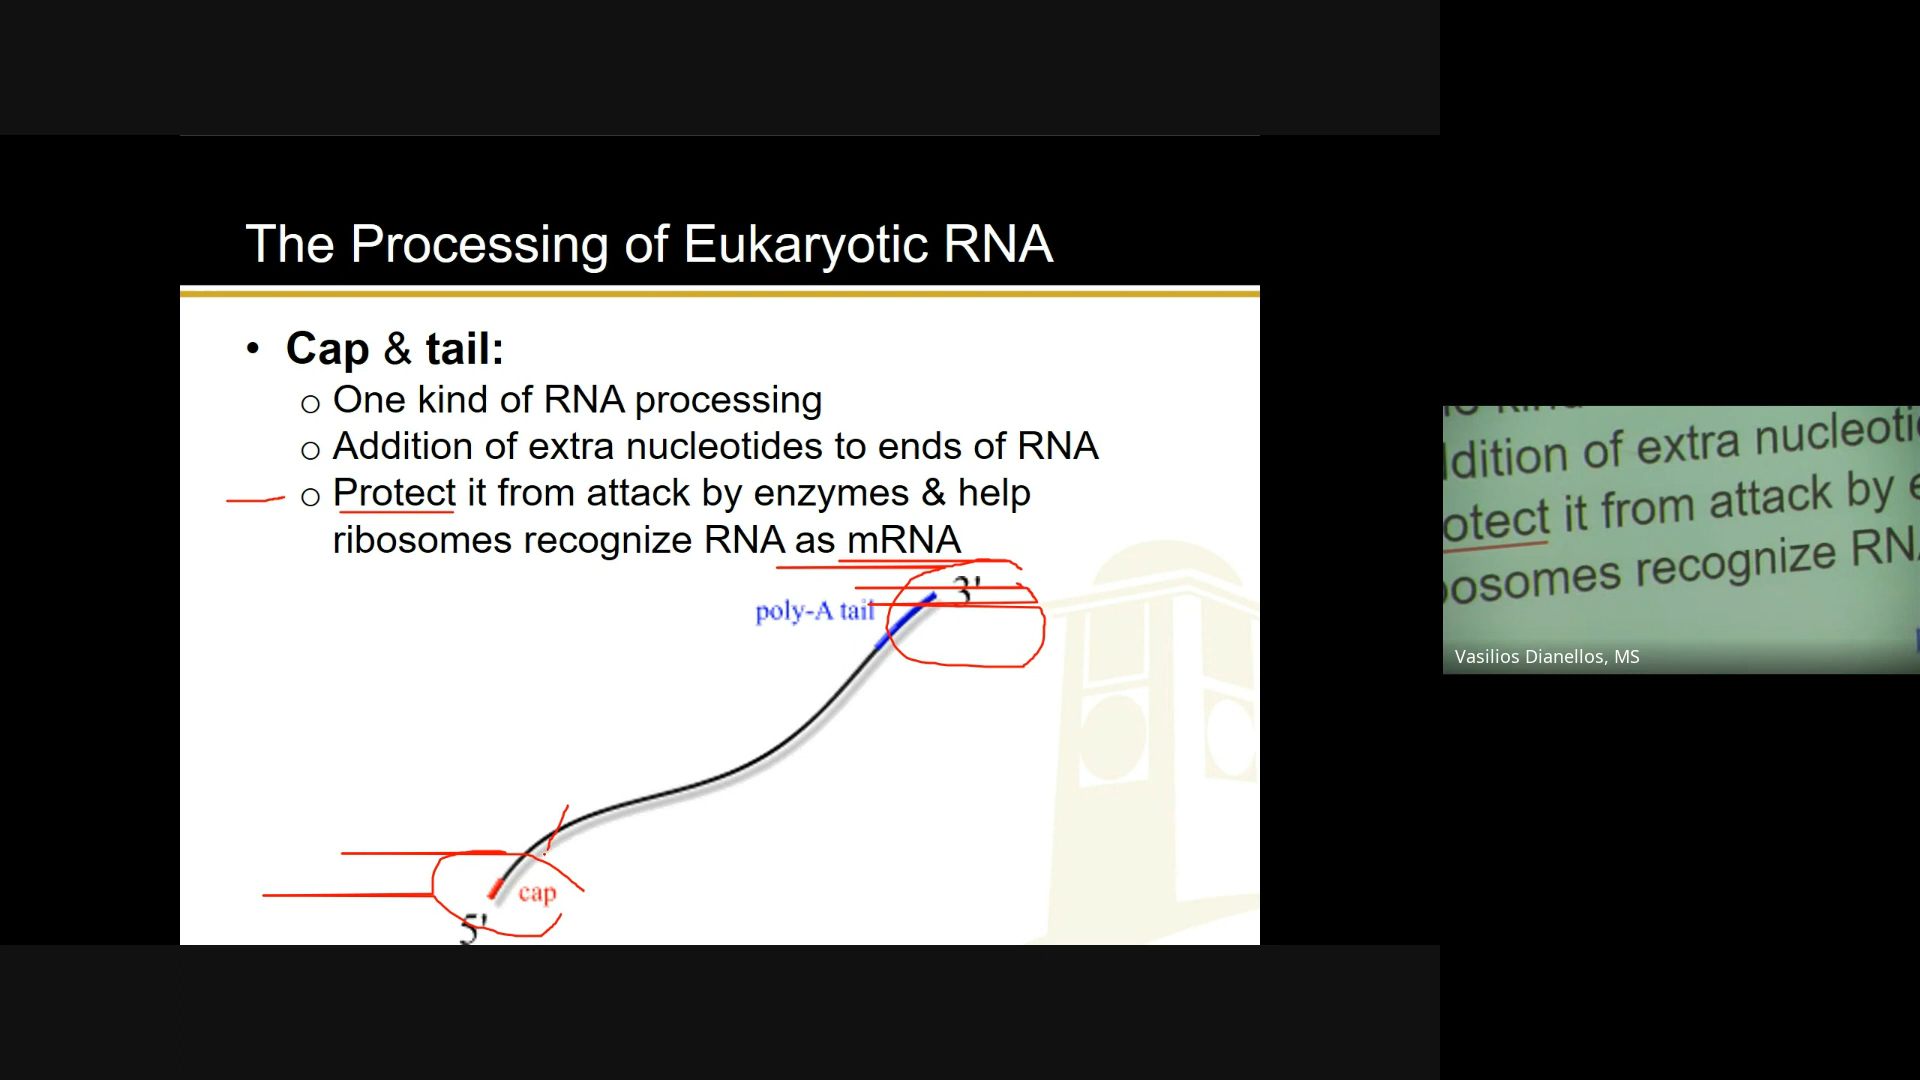 The Processing of Eukaryotic RNA
• Cap & tail:
o One kind of RNA processing
o Addition of extra nucleotides to ends of RNA
o Protect it from attack by enzymes & help
ribosomes recognize RNA as mRNA
3'
poly-A tail
cap
5'
dition of extra nucleoti
otect it from attack by e
osomes recognize RN
Vasilios Dianellos, MS